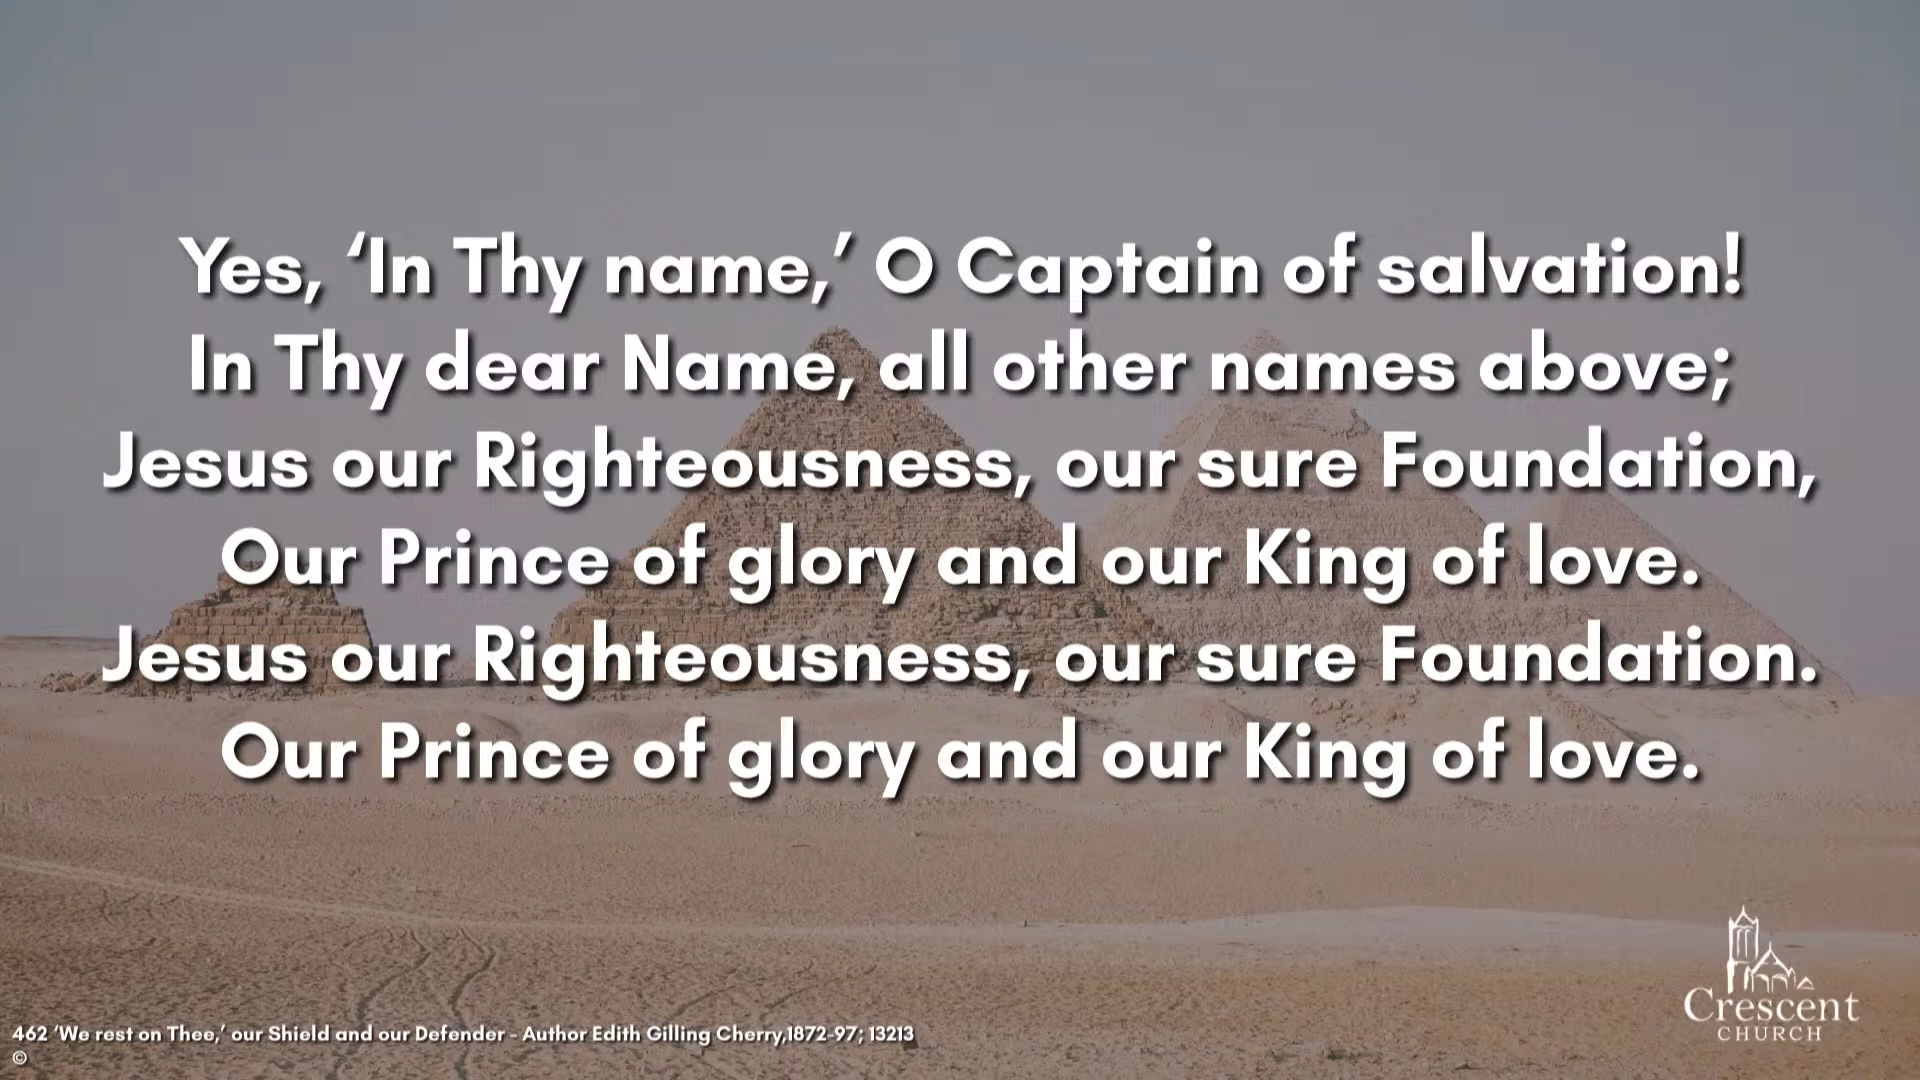 Yes, ‘In Thy name,’ O Captain of salvation!
In Thy dear Name, all other names above;
Jesus our Righteousness, our sure Foundation,
Our Prince of glory and our King of love.
Jesus our Righteousness, our sure Foundation.
Our Prince of glory and our King of love.
Crescent
CHURCH
462 ‘We rest on Thee,’ our Shield and our Defender - Author Edith Gilling Cherry,1872-97; 13213
©